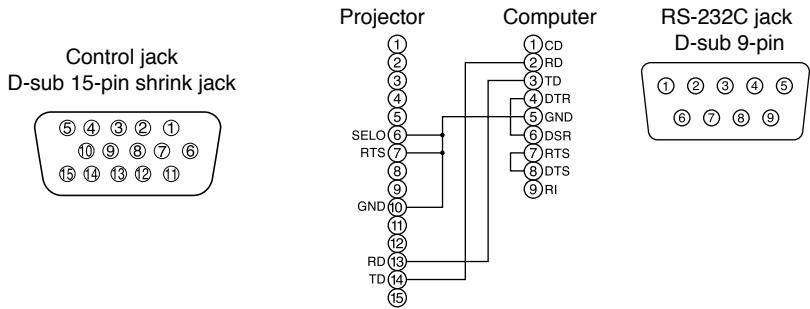 Control jack
D-sub 15-pin shrink jack
5 4 3 2 1
10 9 8 7 6
15 14 13 12 11
Projector
1
2
3
4
5
SELO 6
RTS 7
8
9
GND 10
11
12
RD 13
TD 14
15
Computer
1 CD
2 RD
3 TD
4 DTR
5 GND
6 DSR
7 RTS
8 DTS
9 RI
RS-232C jack
D-sub 9-pin
1 2 3 4 5
6 7 8 9